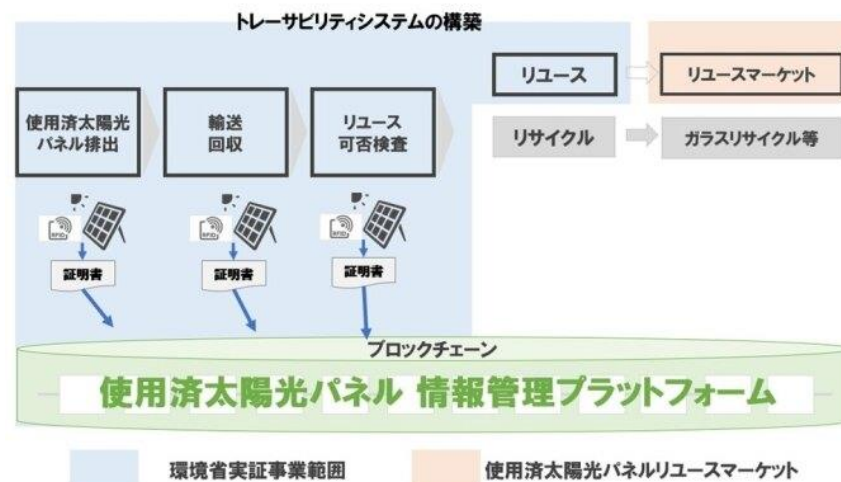 トレーサビリティシステムの構築
リユース
リユースマーケット
使用済太陽光
パネル排出
輸送
回収
リユース
可否検査
リサイクル
ガラスリサイクル等
RFID
RFID
RFID
証明書
証明書
証明書
ブロックチェーン
使用済太陽光パネル 情報管理プラットフォーム
環境省実証事業範囲
使用済太陽光パネルリユースマーケット